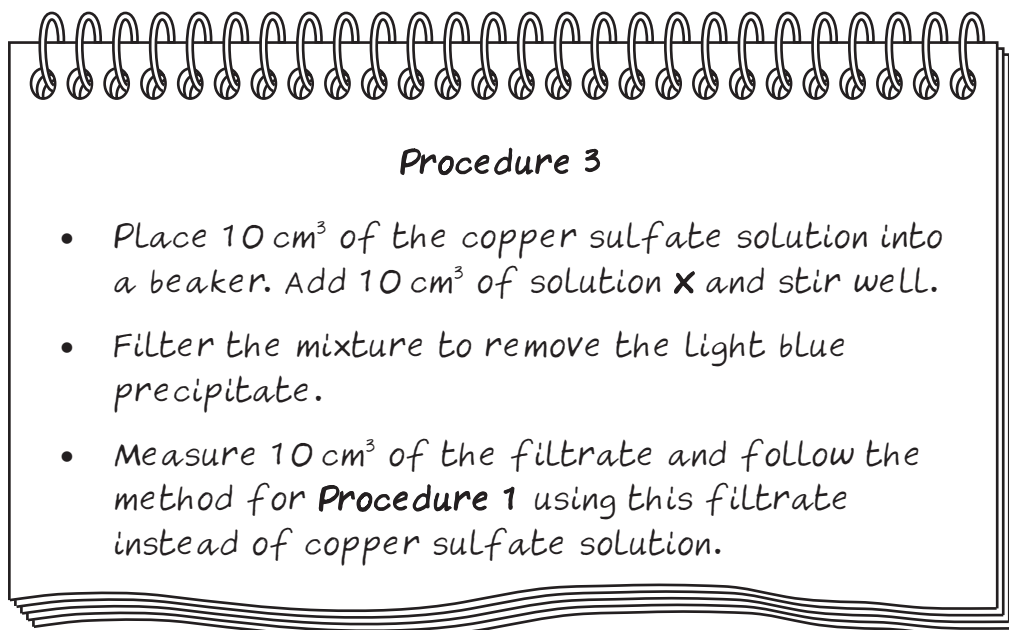 Procedure 3
• Place 10 cm³ of the copper sulfate solution into
a beaker. Add 10 cm³ of solution X and stir well.
• Filter the mixture to remove the light blue
precipitate.
• Measure 10 cm³ of the filtrate and follow the
method for Procedure 1 using this filtrate
instead of copper sulfate solution.